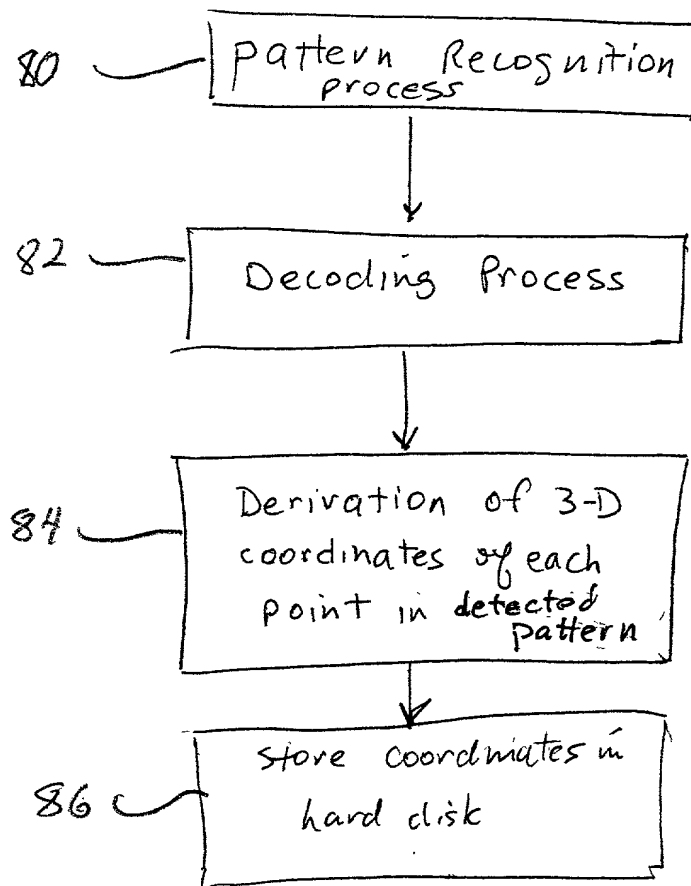 80
Pattern Recognition
process
82
Decoding Process
84
Derivation of 3-D
coordinates of each
point in detected
pattern
86
store coordinates in
hard disk